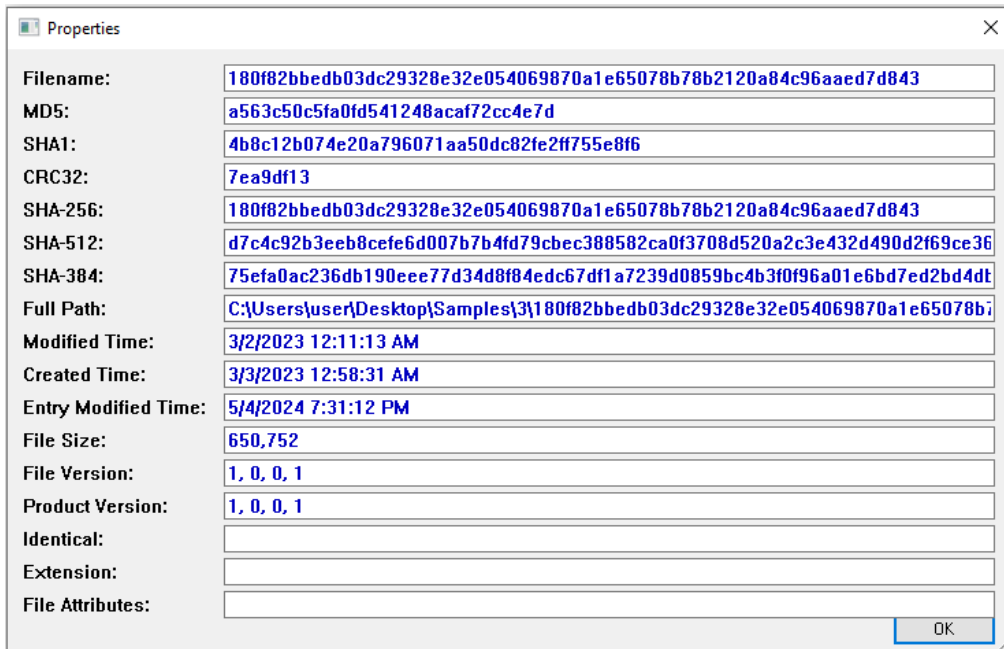 Properties
Filename: 180f82bbedb03dc29328e32e054069870a1e65078b78b2120a84c96aaed7d843
MD5: a563c50c5fa0fd541248acaf72cc4e7d
SHA1: 4b8c12b074e20a796071aa50dc82fe2ff755e8f6
CRC32: 7ea9df13
SHA-256: 180f82bbedb03dc29328e32e054069870a1e65078b78b2120a84c96aaed7d843
SHA-512: d7c4c92b3eeb8cefe6d007b7b4fd79cbec388582ca0f3708d520a2c3e432d490d2f69ce36
SHA-384: 75efa0ac236db190eee77d34d8f84edc67df1a7239d0859bc4b3f0f96a01e6bd7ed2bd4db
Full Path: C:\Users\user\Desktop\Samples\3\180f82bbedb03dc29328e32e054069870a1e65078b7
Modified Time: 3/2/2023 12:11:13 AM
Created Time: 3/3/2023 12:58:31 AM
Entry Modified Time: 5/4/2024 7:31:12 PM
File Size: 650,752
File Version: 1, 0, 0, 1
Product Version: 1, 0, 0, 1
Identical:
Extension:
File Attributes:
OK